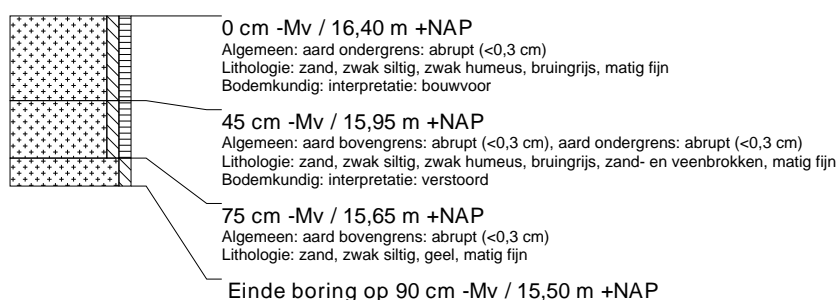 0 cm -Mv / 16,40 m +NAP
Algemeen: aard ondergrens: abrupt (<0,3 cm)
Lithologie: zand, zwak siltig, zwak humeus, bruingrijs, matig fijn
Bodemkundig: interpretatie: bouwvoor
45 cm -Mv / 15,95 m +NAP
Algemeen: aard bovengrens: abrupt (<0,3 cm), aard ondergrens: abrupt (<0,3 cm)
Lithologie: zand, zwak siltig, zwak humeus, bruingrijs, zand- en veenbrokken, matig fijn
Bodemkundig: interpretatie: verstoord
75 cm -Mv / 15,65 m +NAP
Algemeen: aard bovengrens: abrupt (<0,3 cm)
Lithologie: zand, zwak siltig, geel, matig fijn
Einde boring op 90 cm -Mv / 15,50 m +NAP